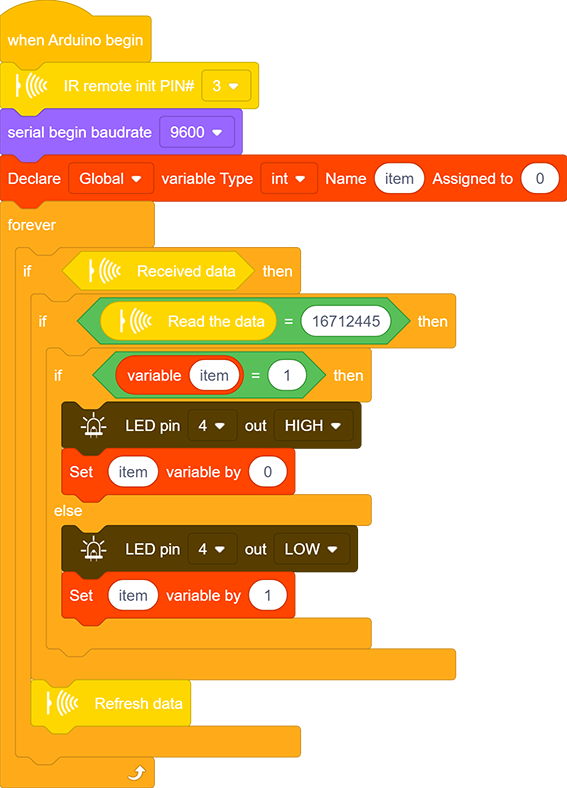 when Arduino begin
IR remote init PIN# 3
serial begin baudrate 9600
Declare Global variable Type int Name item Assigned to 0
forever
if Received data then
if Read the data = 16712445 then
if variable item = 1 then
LED pin 4 out HIGH
Set item variable by 0
else
LED pin 4 out LOW
Set item variable by 1
Refresh data